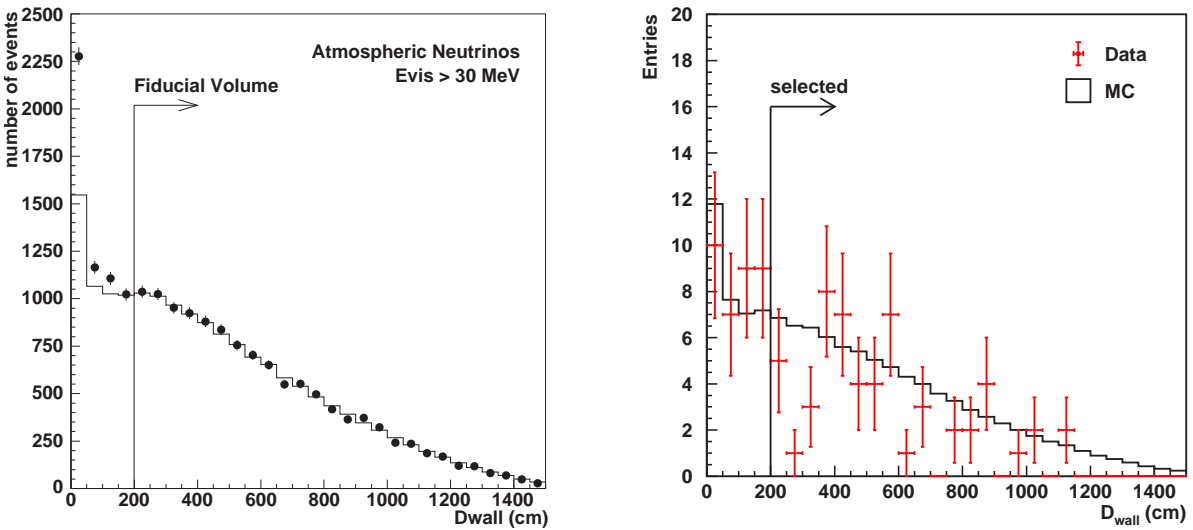 number of events
2500
2250
2000
1750
1500
1250
1000
750
500
250
0
Atmospheric Neutrinos
Evis > 30 MeV
Fiducial Volume
0 200 400 600 800 1000 1200 1400
Dwall (cm)
Entries
20
18
16
14
12
10
8
6
4
2
0
Data
MC
selected
0 200 400 600 800 1000 1200 1400
Dwall (cm)